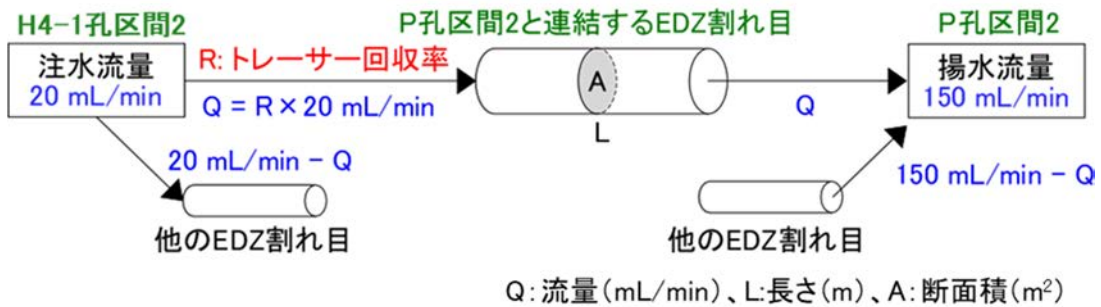 H4-1孔区間2
注水流量
20 mL/min
R:トレーサー回収率
Q = R×20 mL/min
P孔区間2と連結するEDZ割れ目
A
L
Q
P孔区間2
揚水流量
150 mL/min
20 mL/min - Q
他のEDZ割れ目
150 mL/min - Q
他のEDZ割れ目
Q:流量(mL/min)、L:長さ(m)、A:断面積(m²)